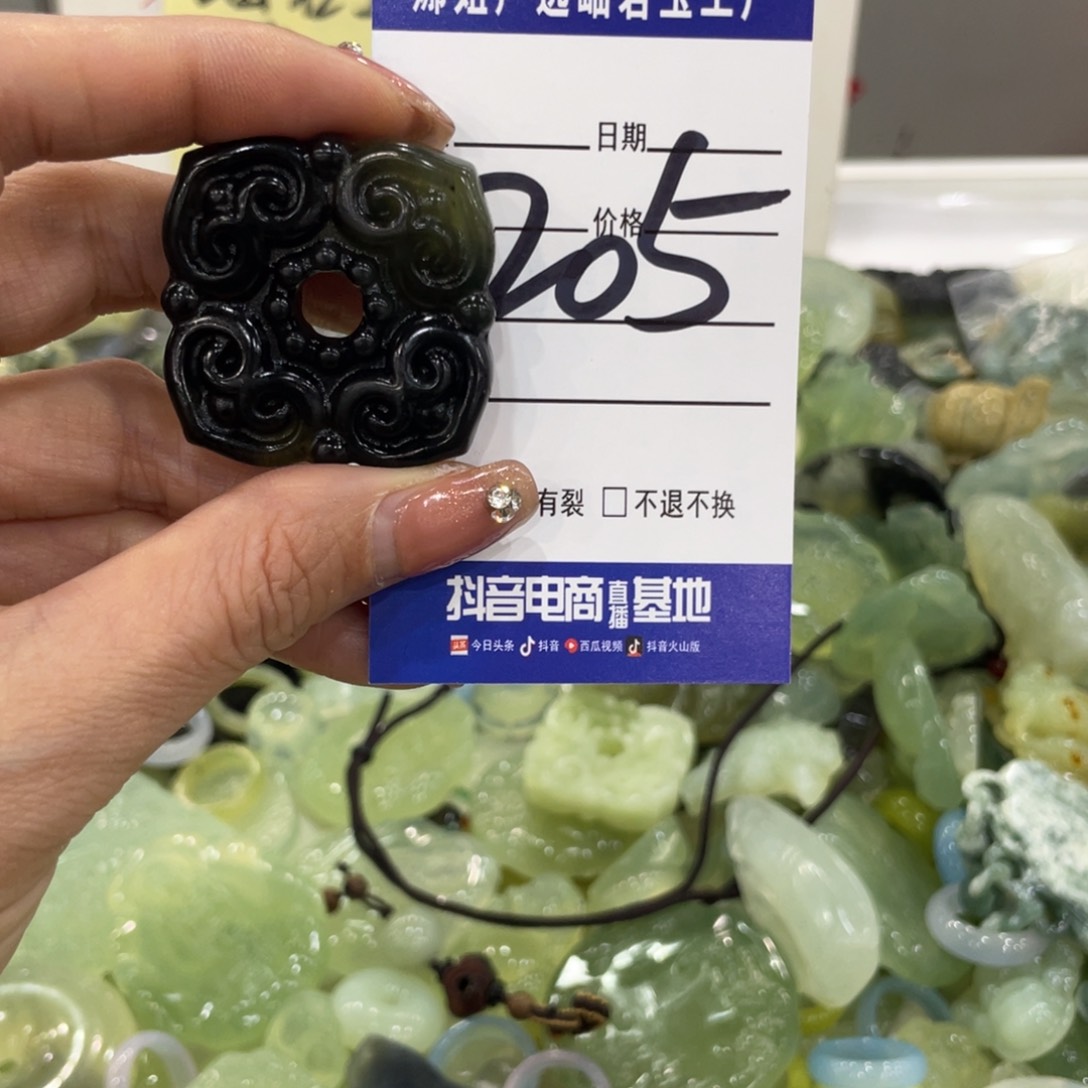 日期
价格
205
有裂 □不退不换
抖音电商直播基地
今日头条 抖音 西瓜视频 抖音火山版